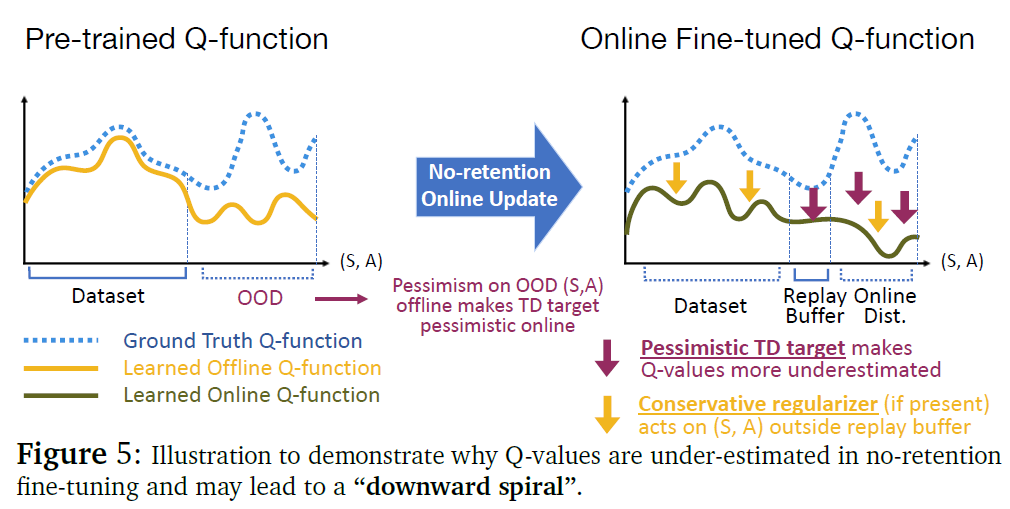 Pre-trained Q-function
Online Fine-tuned Q-function
No-retention
Online Update
(S, A)
(S, A)
Dataset
OOD
Pessimism on OOD (S,A)
offline makes TD target
pessimistic online
Dataset
Replay
Buffer
Online
Dist.
Ground Truth Q-function
Learned Offline Q-function
Learned Online Q-function
Pessimistic TD target makes
Q-values more underestimated
Conservative regularizer (if present)
acts on (S, A) outside replay buffer
Figure 5: Illustration to demonstrate why Q-values are under-estimated in no-retention
fine-tuning and may lead to a “downward spiral”.